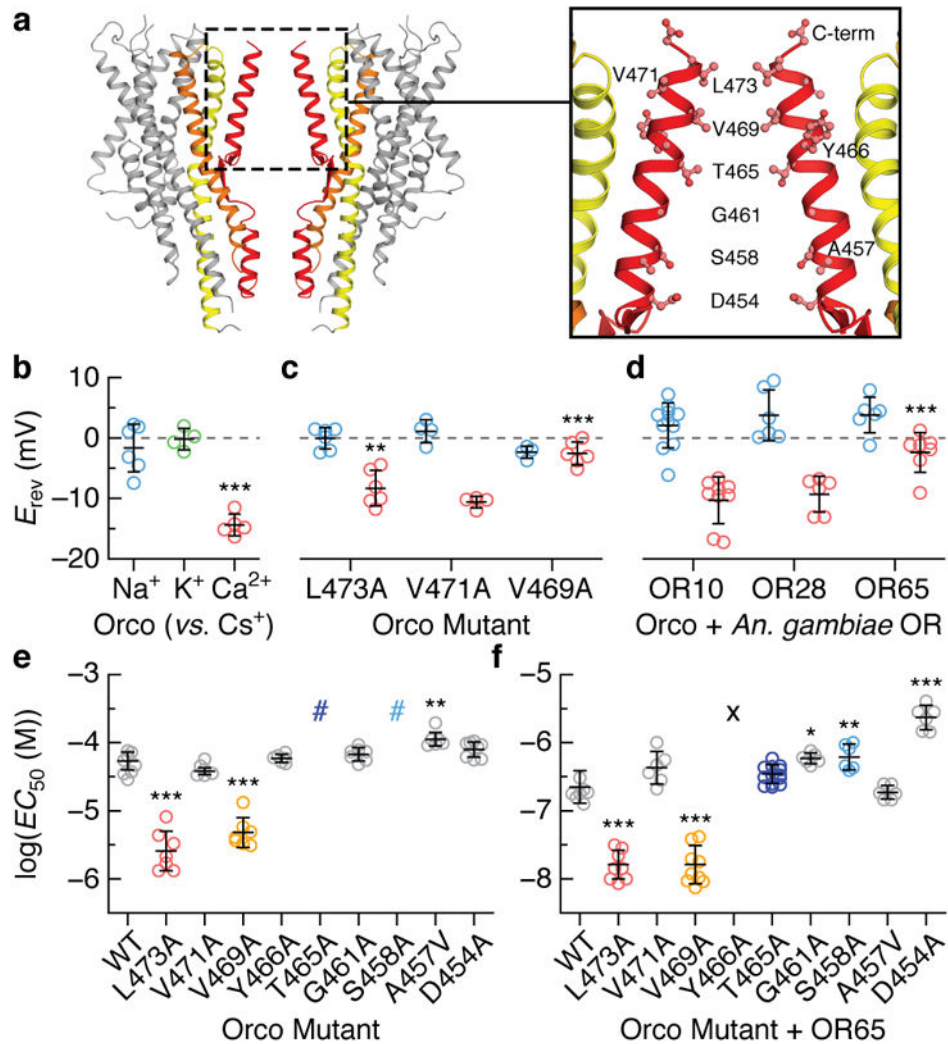 a
C-term
V471
L473
V469
Y466
T465
G461
A457
S458
D454
b
c
d
10
0
−10
−20
E_rev (mV)
***
**
***
***
Na⁺ K⁺ Ca²⁺
Orco (vs. Cs⁺)
L473A V471A V469A
Orco Mutant
OR10 OR28 OR65
Orco + An. gambiae OR
e
−3
−4
−5
−6
log(EC₅₀ (M))
***
***
#
#
**
WT
L473A
V471A
V469A
Y466A
T465A
G461A
S458A
A457V
D454A
Orco Mutant
f
−5
−6
−7
−8
***
***
x
*
**
***
WT
L473A
V471A
V469A
Y466A
T465A
G461A
S458A
A457V
D454A
Orco Mutant + OR65